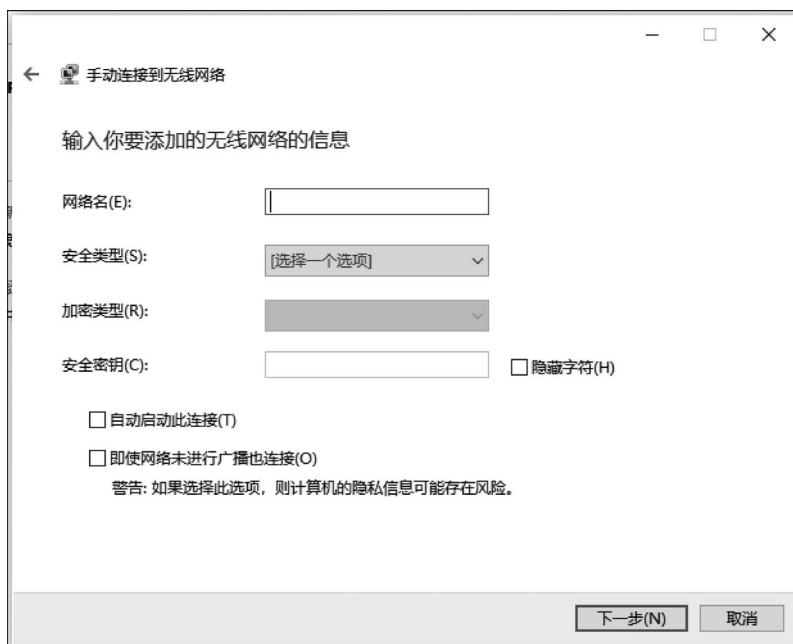 手动连接到无线网络
输入你要添加的无线网络的信息
网络名(E):
安全类型(S):
[选择一个选项]
加密类型(R):
安全密钥(C):
隐藏字符(H)
自动启动此连接(T)
即使网络未进行广播也连接(O)
警告: 如果选择此选项，则计算机的隐私信息可能存在风险。
下一步(N)
取消